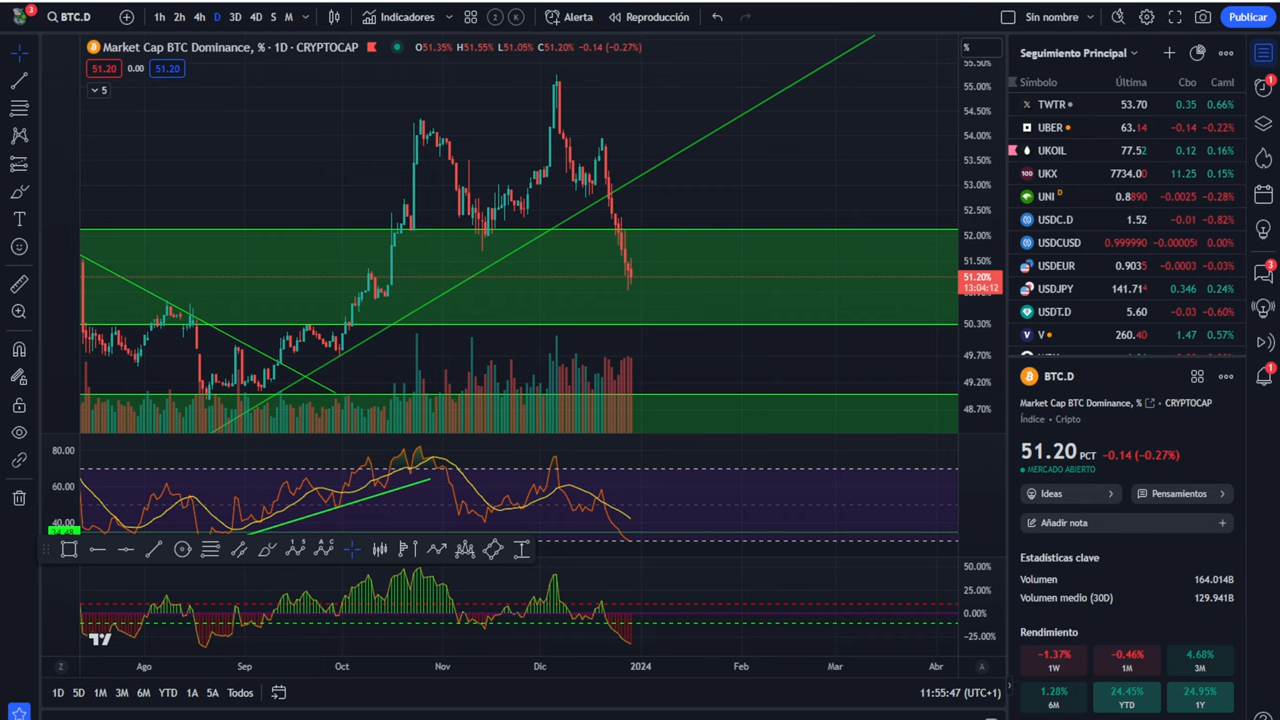 3
BTC.D
1h 2h 4h D 3D 4D S M
Indicadores
2 K
Alerta
Reproducción
Sin nombre
Publicar
Market Cap BTC Dominance, % · 1D · CRYPTOCAP
O51.35% H51.55% L51.05% C51.20% -0.14 (-0.27%)
51.20 0.00 51.20
5
%
55.50%
55.00%
54.50%
54.00%
53.50%
53.00%
52.50%
52.00%
51.50%
51.20%
13:04:12
50.30%
49.70%
49.20%
48.70%
80.00
60.00
40.00
50.00%
25.00%
0.00%
-25.00%
Z Ago Sep Oct Nov Dic 2024 Feb Mar Abr A
1D 5D 1M 3M 6M YTD 1A 5A Todos
11:55:47 (UTC+1)
Seguimiento Principal
Símbolo Última Cbo Caml
TWTR 53.70 0.35 0.66%
UBER 63.14 -0.14 -0.22%
UKOIL 77.52 0.12 0.16%
UKX 7734.00 11.25 0.15%
UNI D 0.8890 -0.0025 -0.28%
USDC.D 1.52 -0.01 -0.82%
USDCUSD 0.999990 -0.000050 0.00%
USDEUR 0.9035 -0.0003 -0.03%
USDJPY 141.714 0.346 0.24%
USDT.D 5.60 -0.03 -0.60%
V 260.40 1.47 0.57%
BTC.D
Market Cap BTC Dominance, % · CRYPTOCAP
Índice · Cripto
51.20 PCT -0.14 (-0.27%)
MERCADO ABIERTO
Ideas
Pensamientos
Añadir nota
Estadísticas clave
Volumen 164.014B
Volumen medio (30D) 129.941B
Rendimiento
-1.37% -0.46% 4.68%
1W 1M 3M
1.28% 24.45% 24.95%
6M YTD 1Y
1
3
1